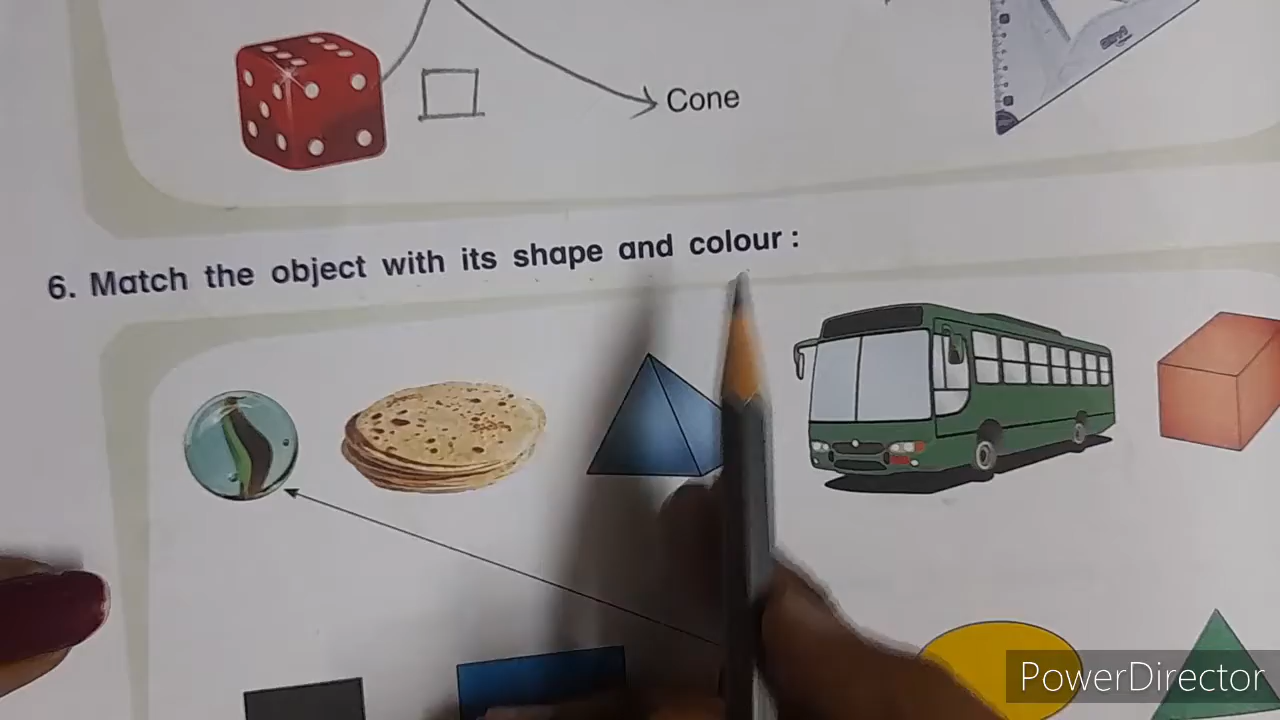 Cone
6. Match the object with its shape and colour :
PowerDirector